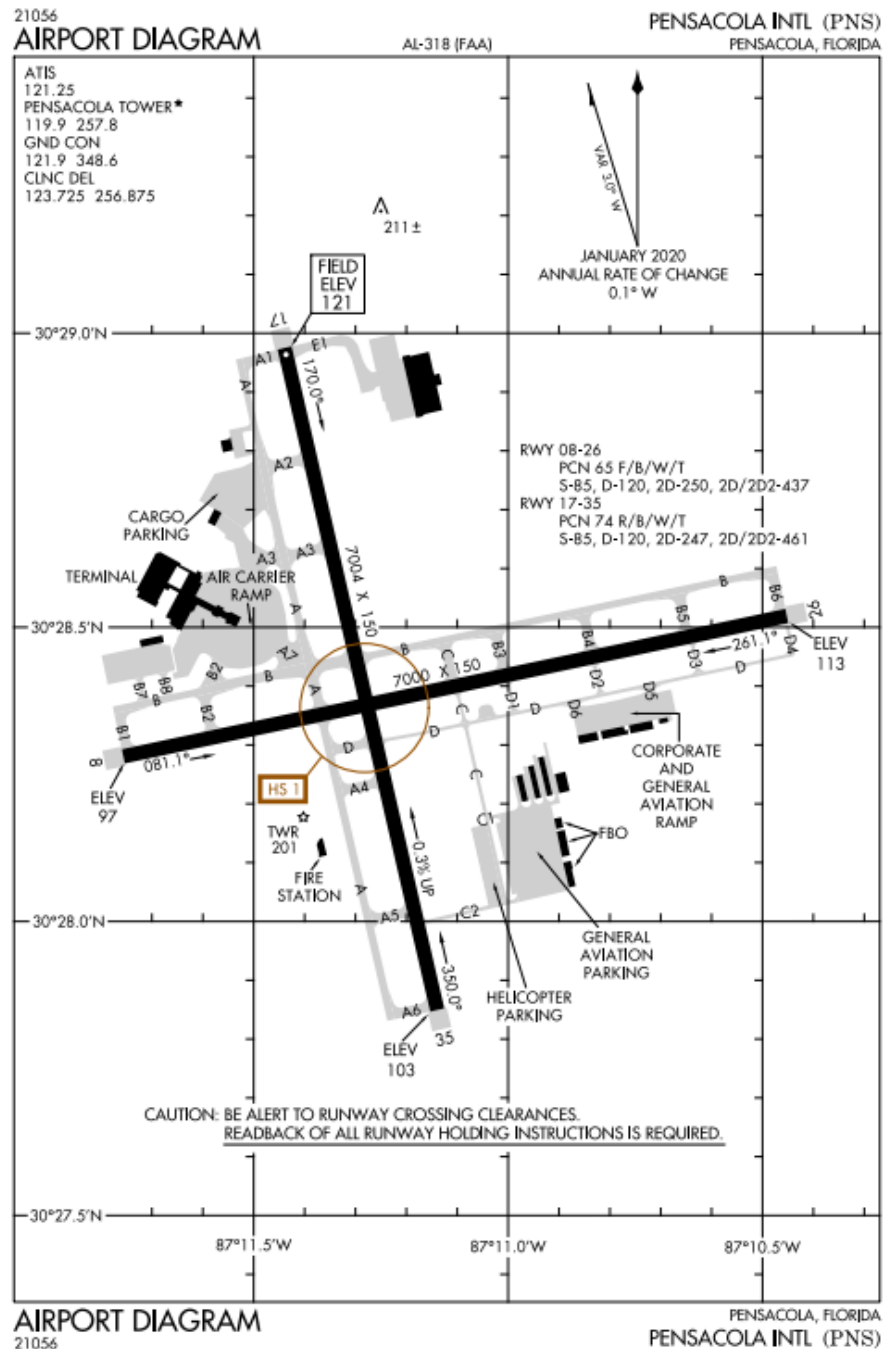 21056
AIRPORT DIAGRAM
AL-318 (FAA)
PENSACOLA INTL (PNS)
PENSACOLA, FLORIDA
ATIS
121.25
PENSACOLA TOWER★
119.9 257.8
GND CON
121.9 348.6
CLNC DEL
123.725 256.875
VAR 3.0° W
211±
JANUARY 2020
ANNUAL RATE OF CHANGE
0.1° W
FIELD
ELEV
121
30°29.0'N
17
A1
E1
A
170.0°
A2
RWY 08-26
PCN 65 F/B/W/T
S-85, D-120, 2D-250, 2D/2D2-437
RWY 17-35
PCN 74 R/B/W/T
S-85, D-120, 2D-247, 2D/2D2-461
CARGO
PARKING
A3
A3
7004 X 150
TERMINAL
AIR CARRIER
RAMP
A
B
B6
26
B5
30°28.5'N
B4
B3
C
B
261.1°
ELEV
113
D4
A7
B2
B
B7
B8
B
A
7000 X 150
D3
D
D2
D5
D1
D
D6
C
B1
B2
D
D
8
081.1°
ELEV
97
HS 1
A4
C
CORPORATE
AND
GENERAL
AVIATION
RAMP
TWR
201
C1
FBO
FIRE
STATION
0.3% UP
A
A5
C2
30°28.0'N
GENERAL
AVIATION
PARKING
350.0°
HELICOPTER
PARKING
A6
35
ELEV
103
CAUTION: BE ALERT TO RUNWAY CROSSING CLEARANCES.
READBACK OF ALL RUNWAY HOLDING INSTRUCTIONS IS REQUIRED.
30°27.5'N
87°11.5'W
87°11.0'W
87°10.5'W
AIRPORT DIAGRAM
21056
PENSACOLA, FLORIDA
PENSACOLA INTL (PNS)